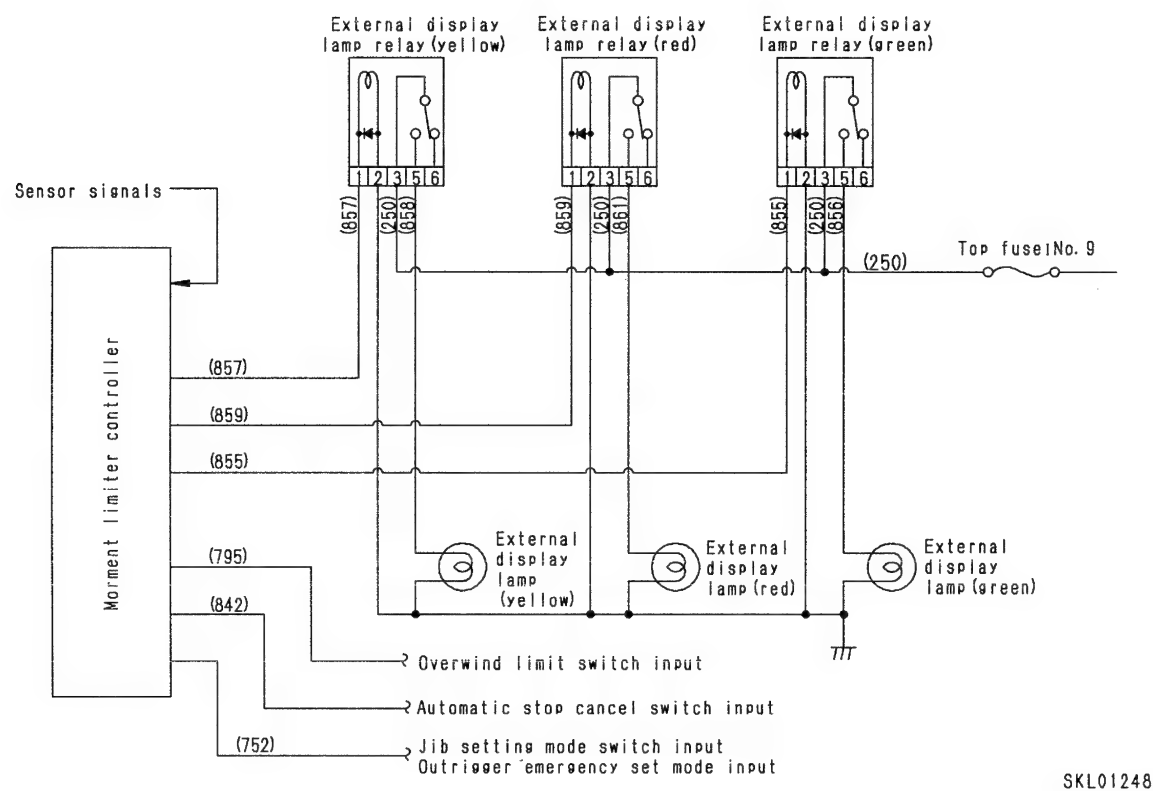 External display
lamp relay(yellow)
External display
lamp relay(red)
External display
lamp relay(green)
1 2 3 5 6
1 2 3 5 6
1 2 3 5 6
Sensor signals
(857)
(250)
(858)
(859)
(250)
(861)
(855)
(250)
(856)
Top fuse1No. 9
(250)
Morment limiter controller
(857)
(859)
(855)
(795)
(842)
(752)
External
display
lamp
(yellow)
External
display
lamp(red)
External
display
lamp(green)
Overwind limit switch input
Automatic stop cancel switch input
Jib setting mode switch input
Outrigger emergency set mode input
SKL01248